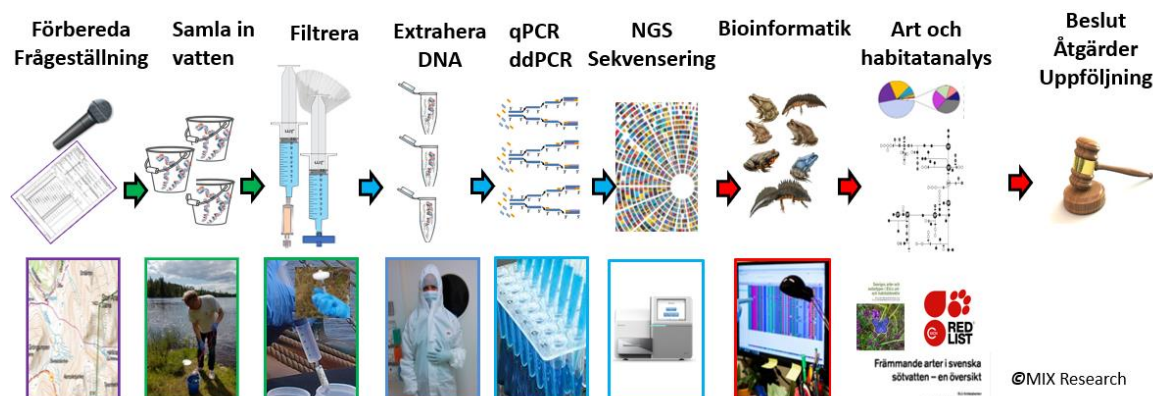 Förbereda
Frågeställning
Samla in
vatten
Filtrera
Extrahera
DNA
qPCR
ddPCR
NGS
Sekvensering
Bioinformatik
Art och
habitatanalys
Beslut
Åtgärder
Uppföljning
RED
LIST
Främmande arter i svenska
sötvatten – en översikt
©MIX Research